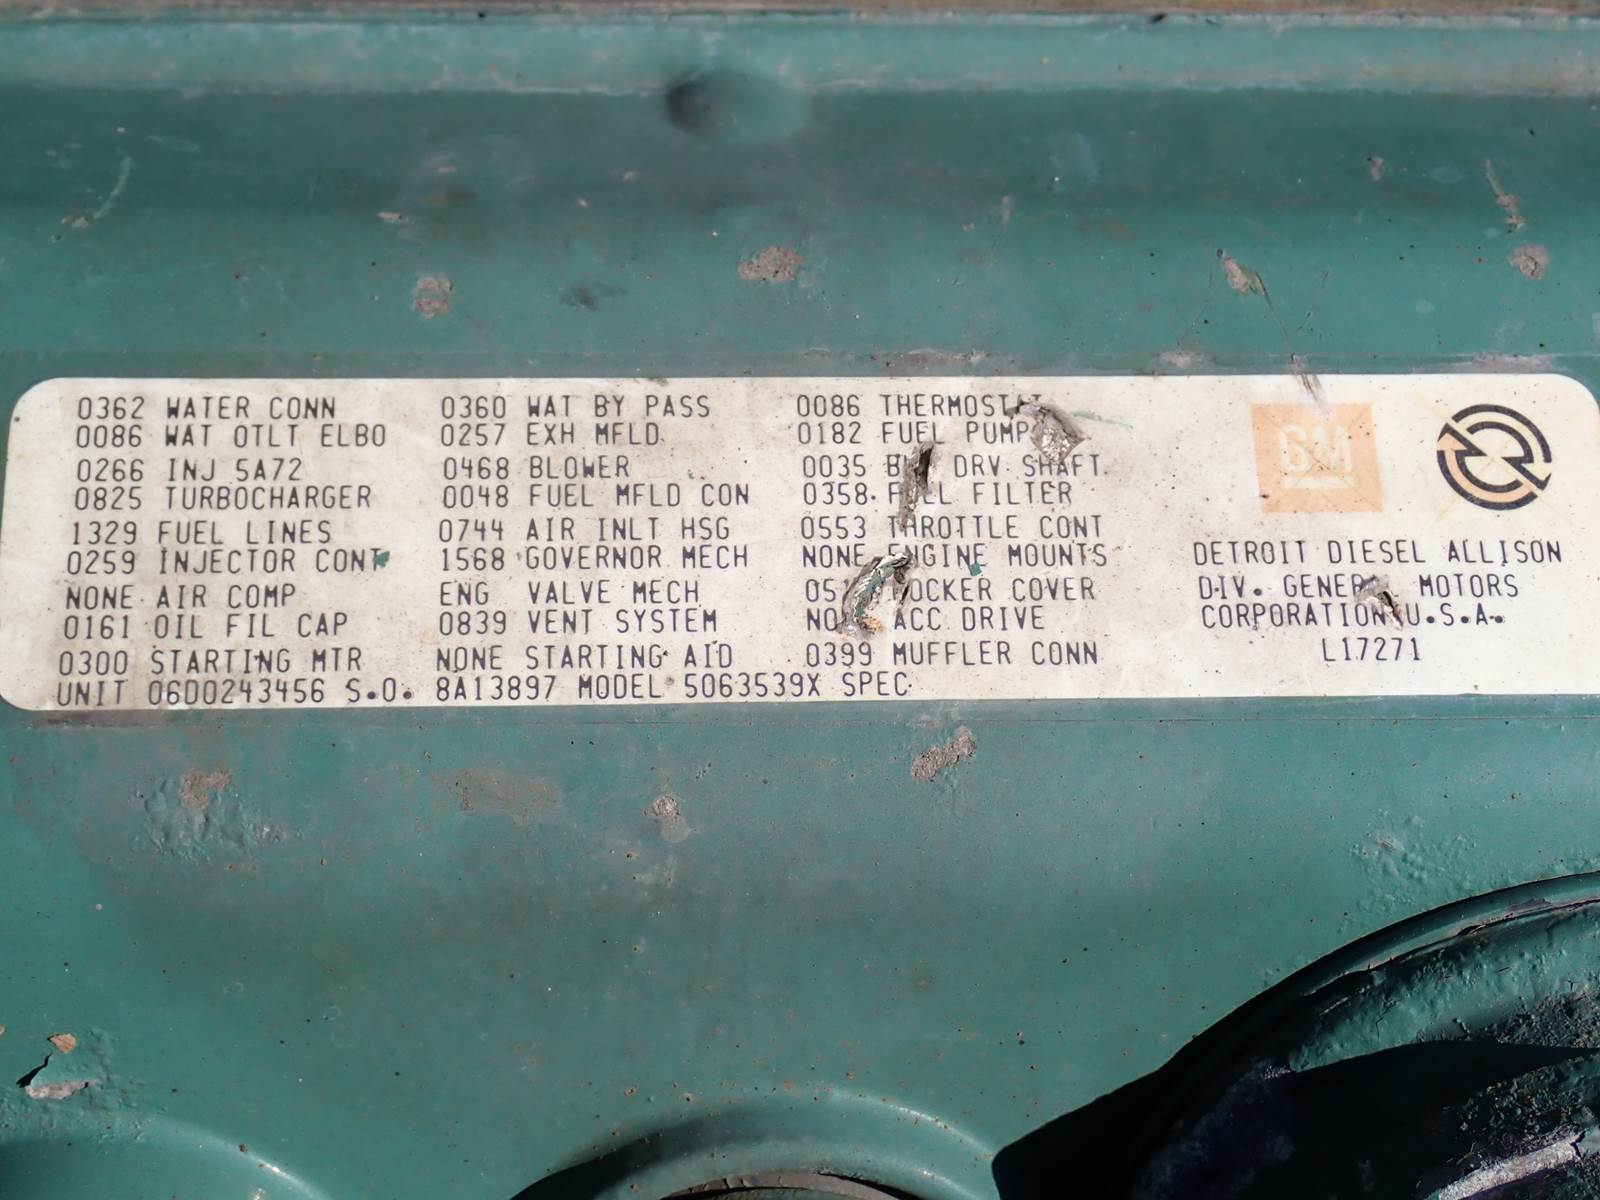 0362 WATER CONN 0360 WAT BY PASS 0086 THERMOSTAT
0086 WAT OTLT ELBO 0257 EXH MFLD 0182 FUEL PUMP
0266 INJ 5A72 0468 BLOWER 0035 DRV SHAFT
0825 TURBOCHARGER 0048 FUEL MFLD CON 0358 FUEL FILTER
1329 FUEL LINES 0744 AIR INLT HSG 0553 THROTTLE CONT
0259 INJECTOR CONT 1568 GOVERNOR MECH NONE ENGINE MOUNTS
NONE AIR COMP ENG VALVE MECH ROCKER COVER
0161 OIL FIL CAP 0839 VENT SYSTEM ACC DRIVE
0300 STARTING MTR NONE STARTING AID 0399 MUFFLER CONN
UNIT 06D0243456 S.O. 8A13897 MODEL 5063539X SPEC
GM
DETROIT DIESEL ALLISON
DIV. GENERAL MOTORS
CORPORATION U.S.A.
L17271